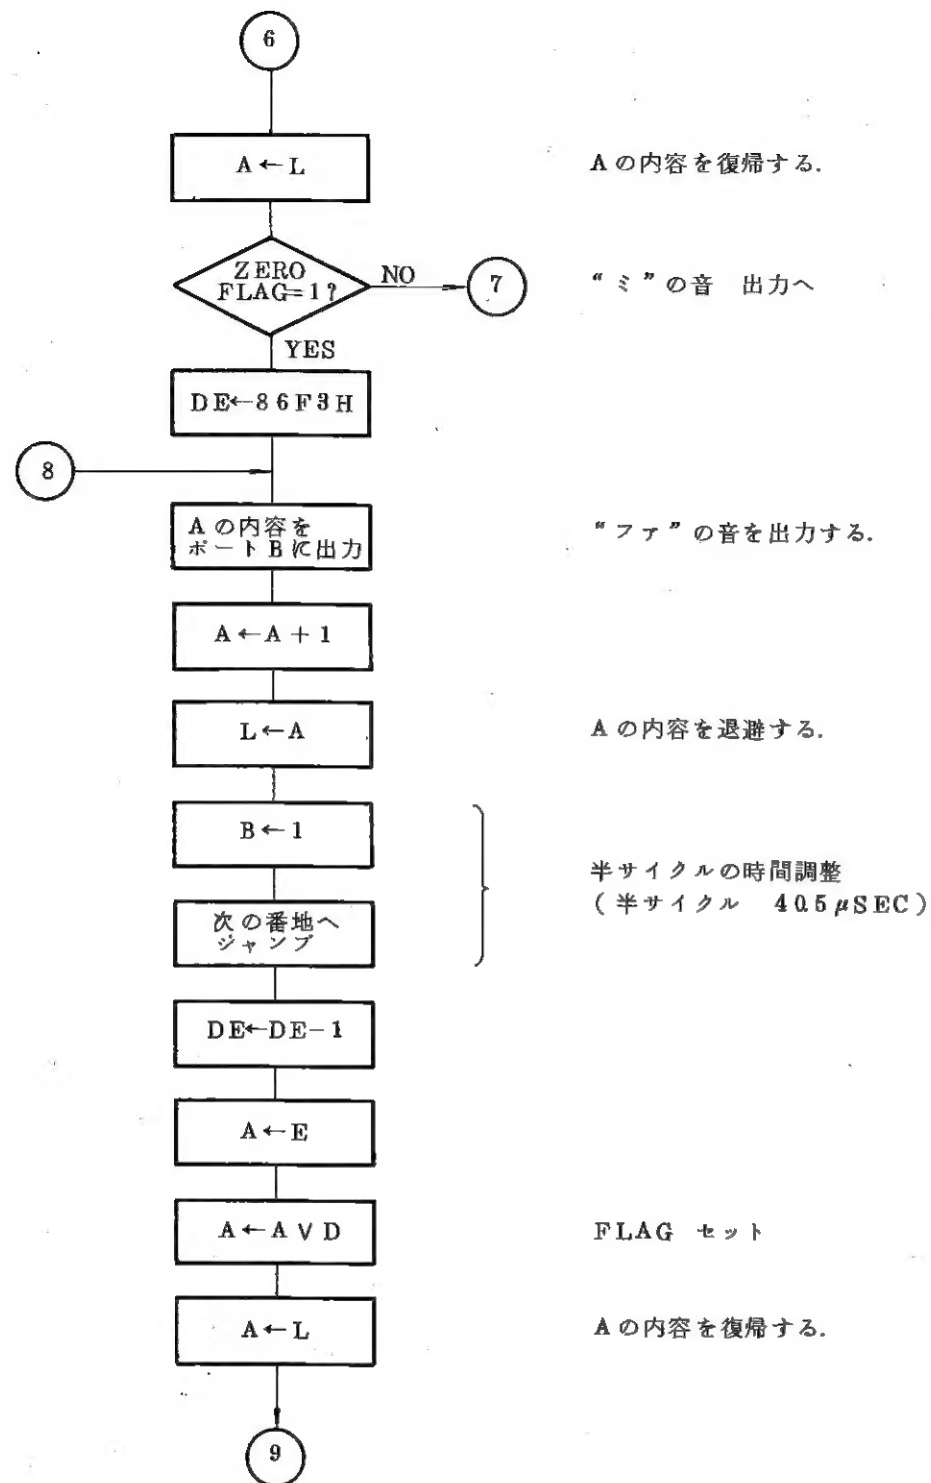 6
A←L
Aの内容を復帰する.
ZERO
FLAG=1?
NO
7
“ミ”の音 出力へ
YES
DE←86F3H
8
Aの内容を
ポートBに出力
“ファ”の音を出力する.
A←A+1
L←A
Aの内容を退避する.
B←1
次の番地へ
ジャンプ
半サイクルの時間調整
(半サイクル 40.5μSEC)
DE←DE-1
A←E
A←A∨D
FLAG セット
A←L
Aの内容を復帰する.
9